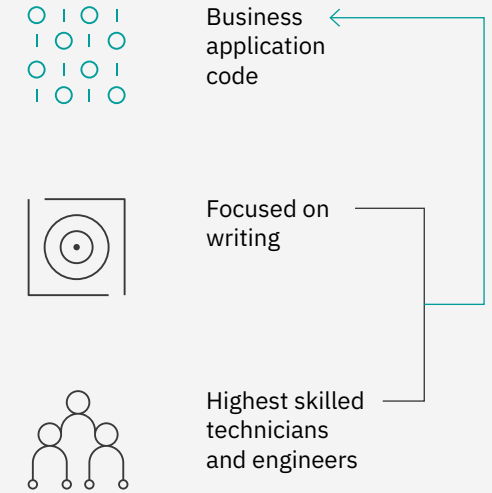 Business
application
code
Focused on
writing
Highest skilled
technicians
and engineers